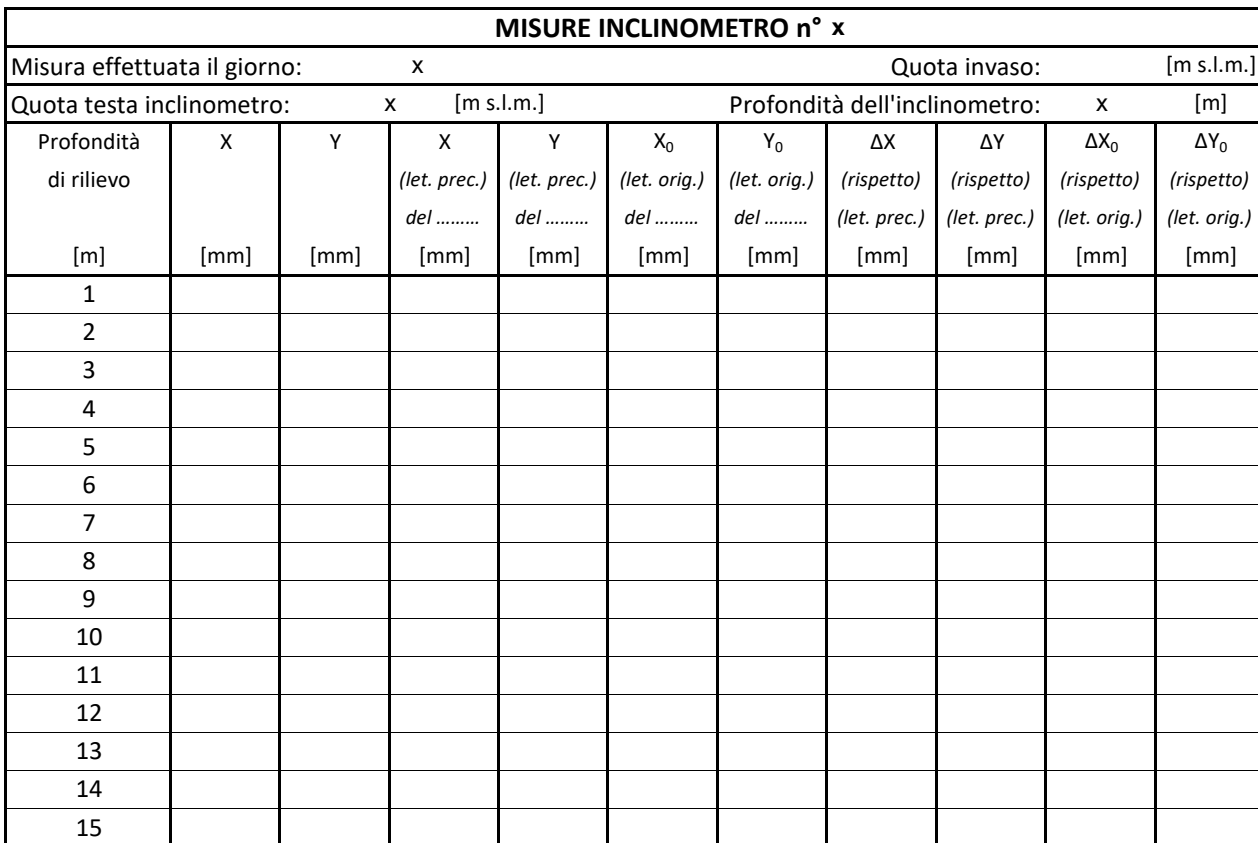 MISURE INCLINOMETRO n° x
Misura effettuata il giorno: x Quota invaso: [m s.l.m.]
Quota testa inclinometro: x [m s.l.m.] Profondità dell'inclinometro: x [m]
Profondità X Y X Y X₀ Y₀ ΔX ΔY ΔX₀ ΔY₀
di rilievo (let. prec.) (let. prec.) (let. orig.) (let. orig.) (rispetto) (rispetto) (rispetto) (rispetto)
del ……… del ……… del ……… del ……… (let. prec.) (let. prec.) (let. orig.) (let. orig.)
[m] [mm] [mm] [mm] [mm] [mm] [mm] [mm] [mm] [mm] [mm]
1
2
3
4
5
6
7
8
9
10
11
12
13
14
15